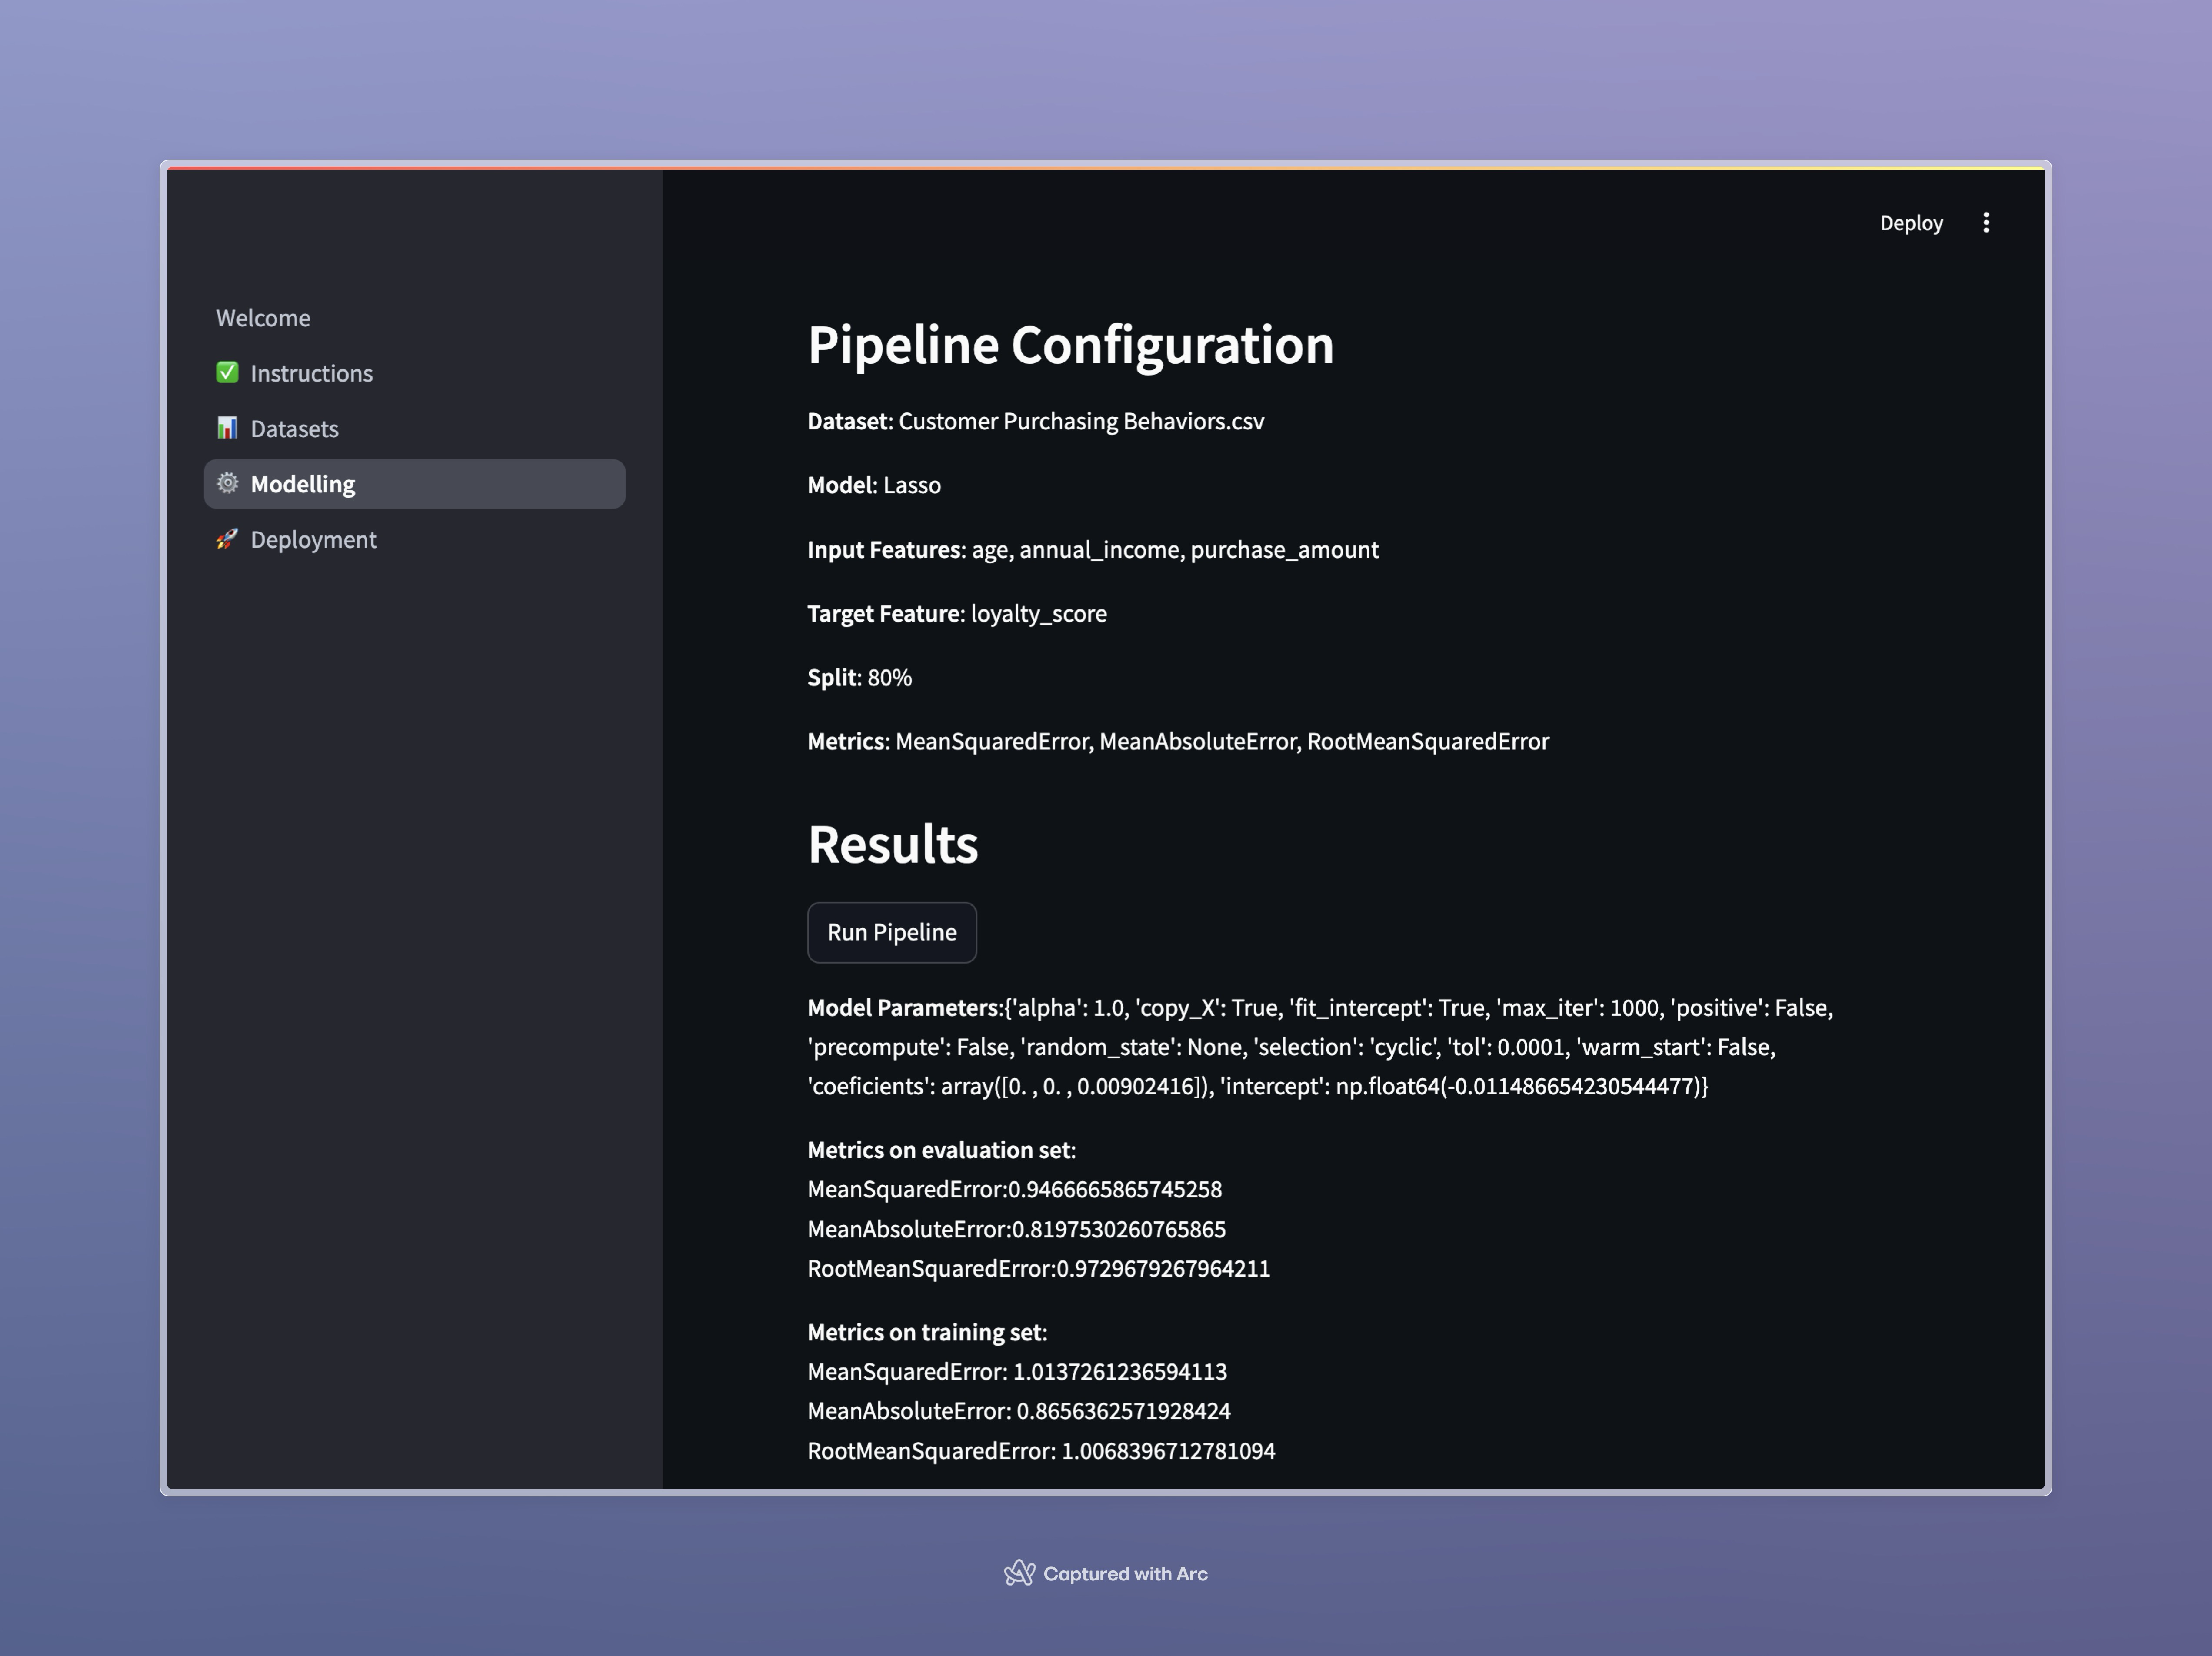 Deploy
Welcome
✅ Instructions
📊 Datasets
⚙️ Modelling
🚀 Deployment
Pipeline Configuration
Dataset: Customer Purchasing Behaviors.csv
Model: Lasso
Input Features: age, annual_income, purchase_amount
Target Feature: loyalty_score
Split: 80%
Metrics: MeanSquaredError, MeanAbsoluteError, RootMeanSquaredError
Results
Run Pipeline
Model Parameters:{'alpha': 1.0, 'copy_X': True, 'fit_intercept': True, 'max_iter': 1000, 'positive': False,
'precompute': False, 'random_state': None, 'selection': 'cyclic', 'tol': 0.0001, 'warm_start': False,
'coeficients': array([0. , 0. , 0.00902416]), 'intercept': np.float64(-0.011486654230544477)}
Metrics on evaluation set:
MeanSquaredError:0.9466665865745258
MeanAbsoluteError:0.8197530260765865
RootMeanSquaredError:0.9729679267964211
Metrics on training set:
MeanSquaredError: 1.0137261236594113
MeanAbsoluteError: 0.8656362571928424
RootMeanSquaredError: 1.0068396712781094
Captured with Arc